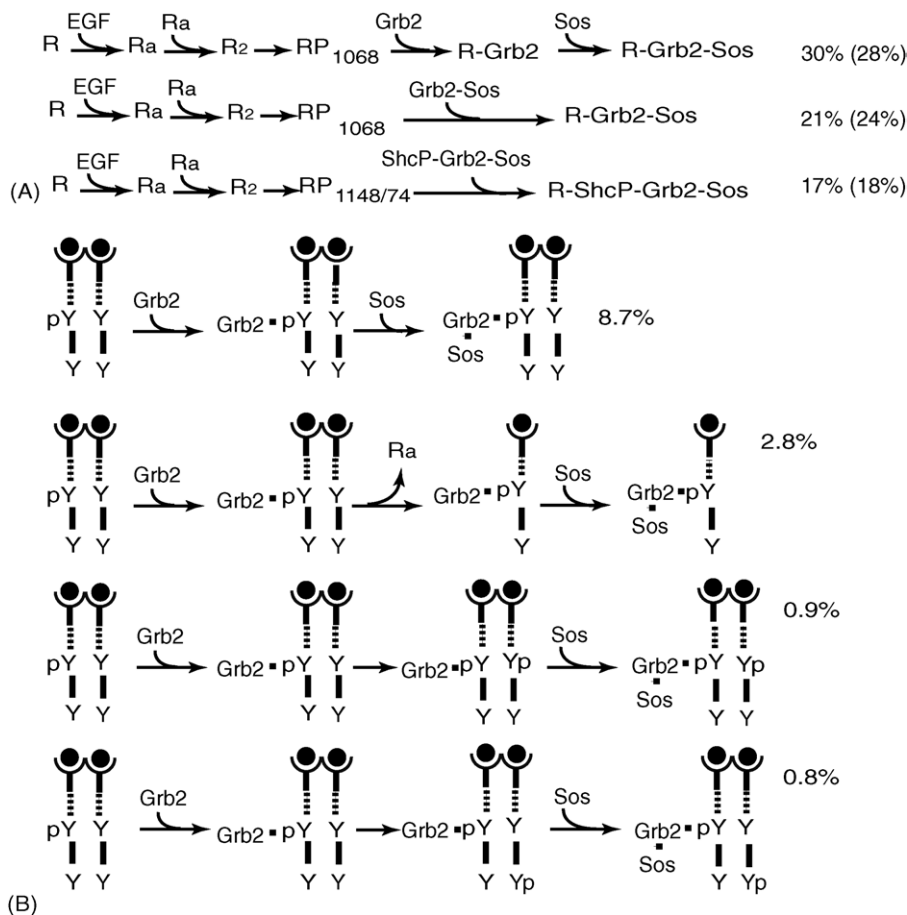 EGF Ra Grb2 Sos
R Ra R2 RP1068 R-Grb2 R-Grb2-Sos 30% (28%)
EGF Ra Grb2-Sos
R Ra R2 RP1068 R-Grb2-Sos 21% (24%)
EGF Ra ShcP-Grb2-Sos
(A) R Ra R2 RP1148/74 R-ShcP-Grb2-Sos 17% (18%)
Grb2 Sos
pY Y Grb2 pY Y Grb2 pY Y 8.7%
Sos
Y Y Y Y Y Y
Ra 2.8%
Grb2 Sos
pY Y Grb2 pY Y Grb2 pY Grb2 pY
Sos
Y Y Y Y Y Y
0.9%
Grb2 Sos
pY Y Grb2 pY Y Grb2 pY Yp Grb2 pY Yp
Sos
Y Y Y Y Y Y Y Y
0.8%
Grb2 Sos
pY Y Grb2 pY Y Grb2 pY Y Grb2 pY Y
Sos
Y Y Y Y Y Yp Y Yp
(B)